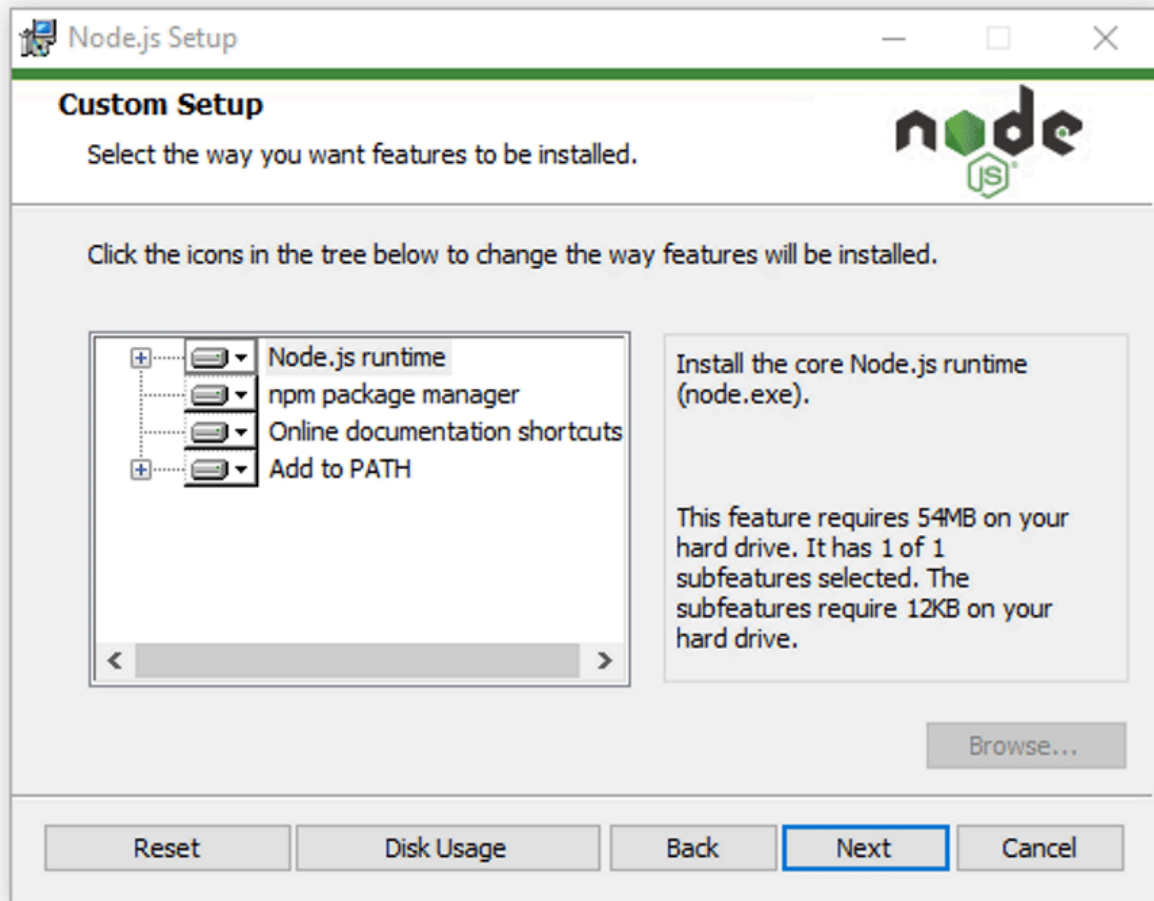 Node.js Setup
Custom Setup
Select the way you want features to be installed.
node
JS
Click the icons in the tree below to change the way features will be installed.
Node.js runtime
npm package manager
Online documentation shortcuts
Add to PATH
Install the core Node.js runtime
(node.exe).
This feature requires 54MB on your
hard drive. It has 1 of 1
subfeatures selected. The
subfeatures require 12KB on your
hard drive.
Browse...
Reset
Disk Usage
Back
Next
Cancel